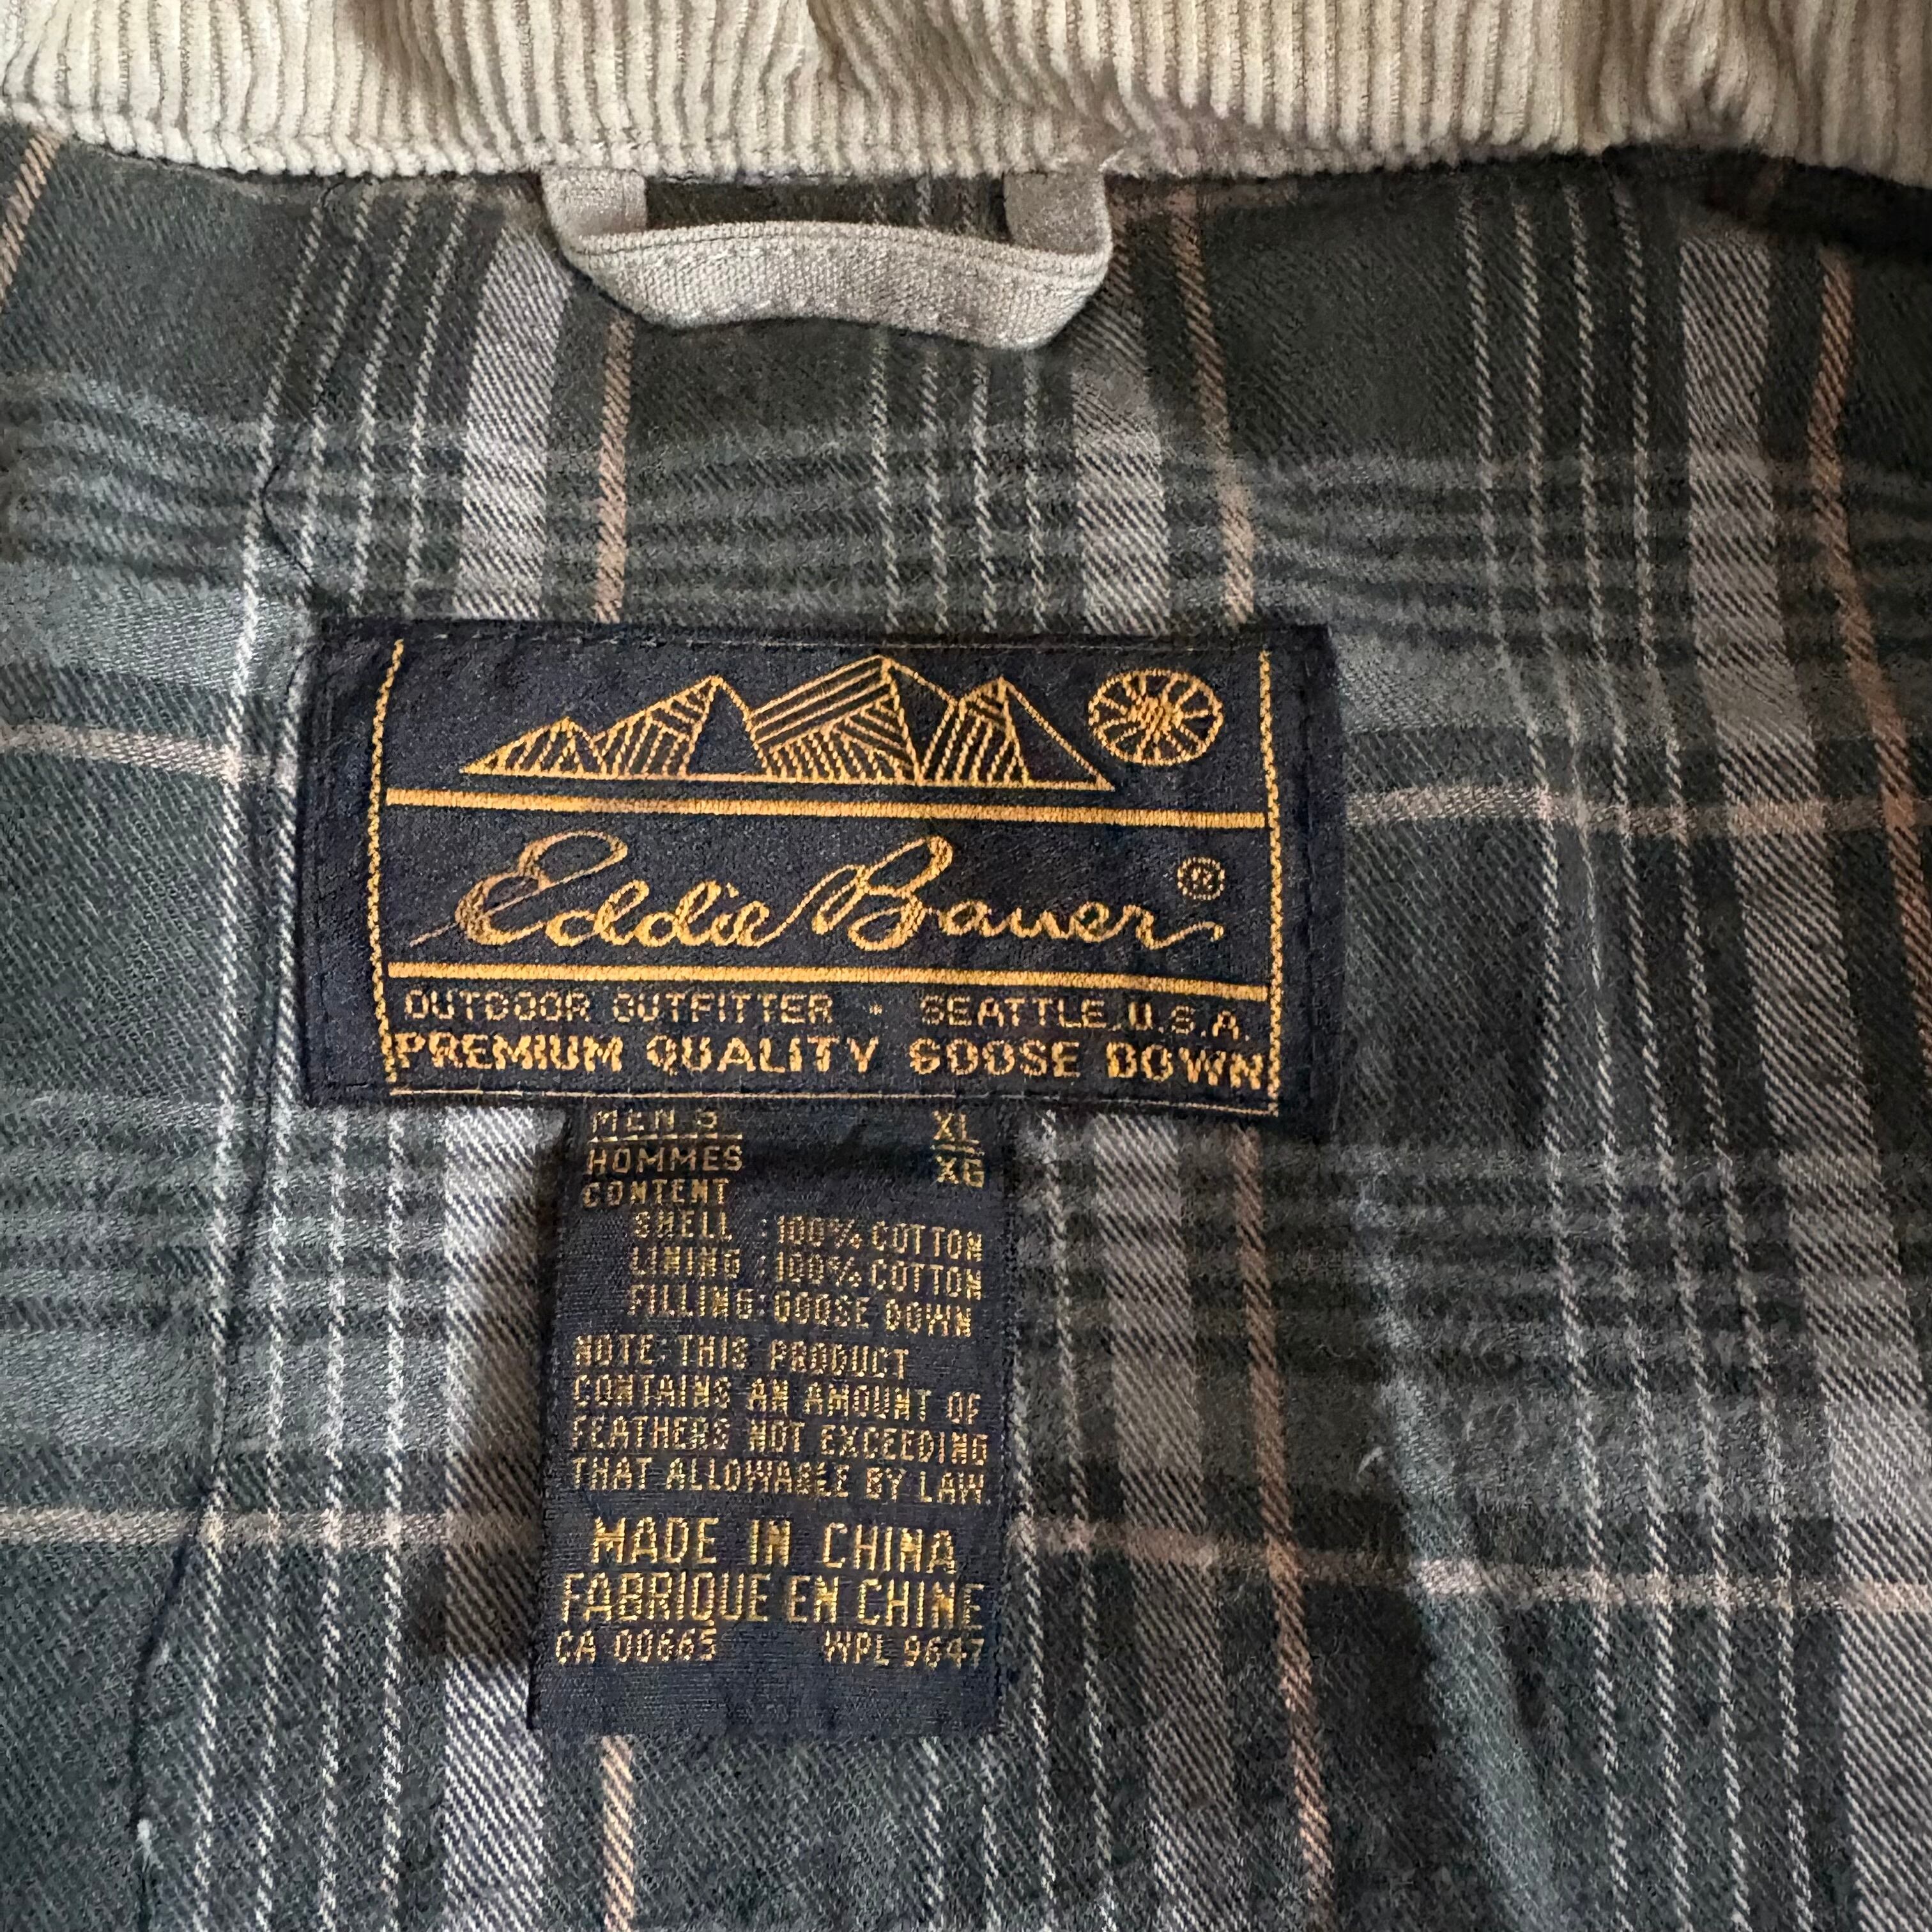 Eddie Bauer ®
OUTDOOR OUTFITTER · SEATTLE, U.S.A.
PREMIUM QUALITY GOOSE DOWN
MEN'S XL
HOMMES XG
CONTENT
SHELL : 100% COTTON
LINING : 100% COTTON
FILLING: GOOSE DOWN
NOTE: THIS PRODUCT
CONTAINS AN AMOUNT OF
FEATHERS NOT EXCEEDING
THAT ALLOWABLE BY LAW.
MADE IN CHINA
FABRIQUE EN CHINE
CA 00665 WPL 9647